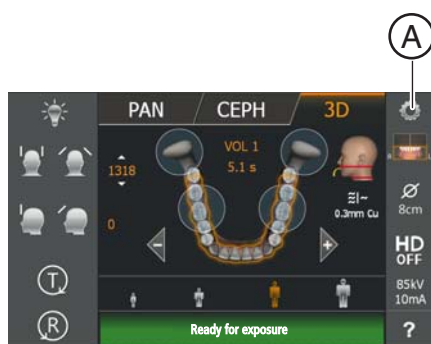 A
PAN
CEPH
3D
VOL 1
5.1 s
1318
0
0.3mm Cu
R
8cm
HD
OFF
85kV
10mA
T
R
Ready for exposure
?